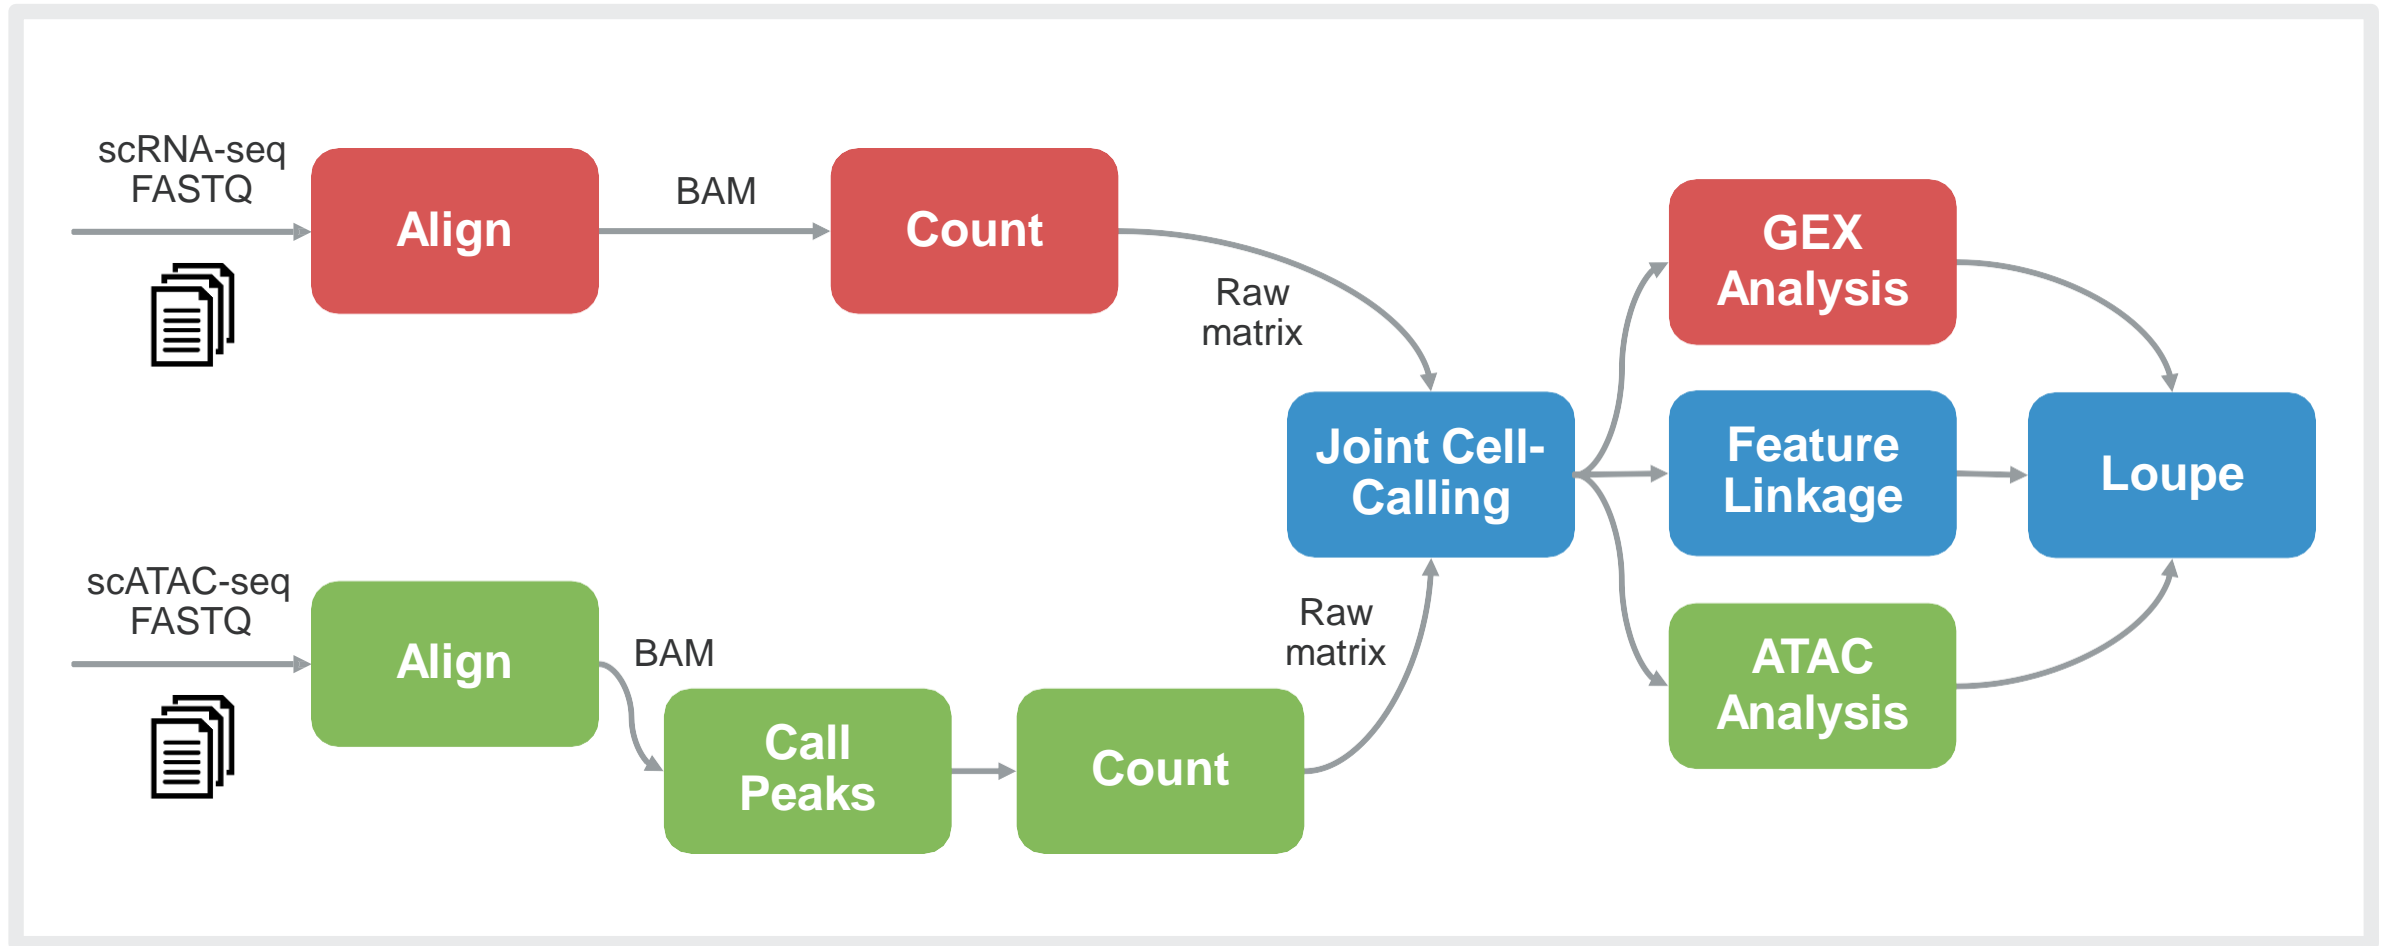 scRNA-seq
FASTQ
Align
BAM
Count
Raw
matrix
GEX
Analysis
Joint Cell-
Calling
Feature
Linkage
Loupe
scATAC-seq
FASTQ
Align
BAM
Call
Peaks
Count
Raw
matrix
ATAC
Analysis